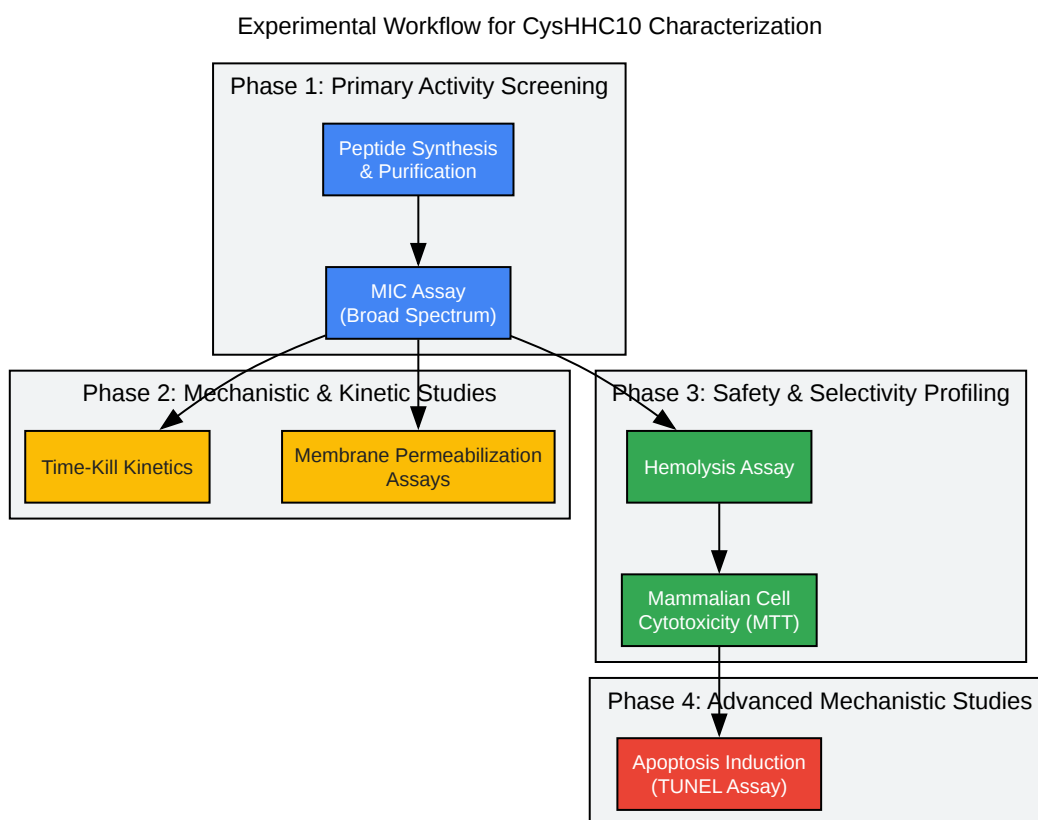 Experimental Workflow for CysHHC10 Characterization
Phase 1: Primary Activity Screening
Peptide Synthesis
& Purification
MIC Assay
(Broad Spectrum)
Phase 2: Mechanistic & Kinetic Studies
Time-Kill Kinetics
Membrane Permeabilization
Assays
Phase 3: Safety & Selectivity Profiling
Hemolysis Assay
Mammalian Cell
Cytotoxicity (MTT)
Phase 4: Advanced Mechanistic Studies
Apoptosis Induction
(TUNEL Assay)